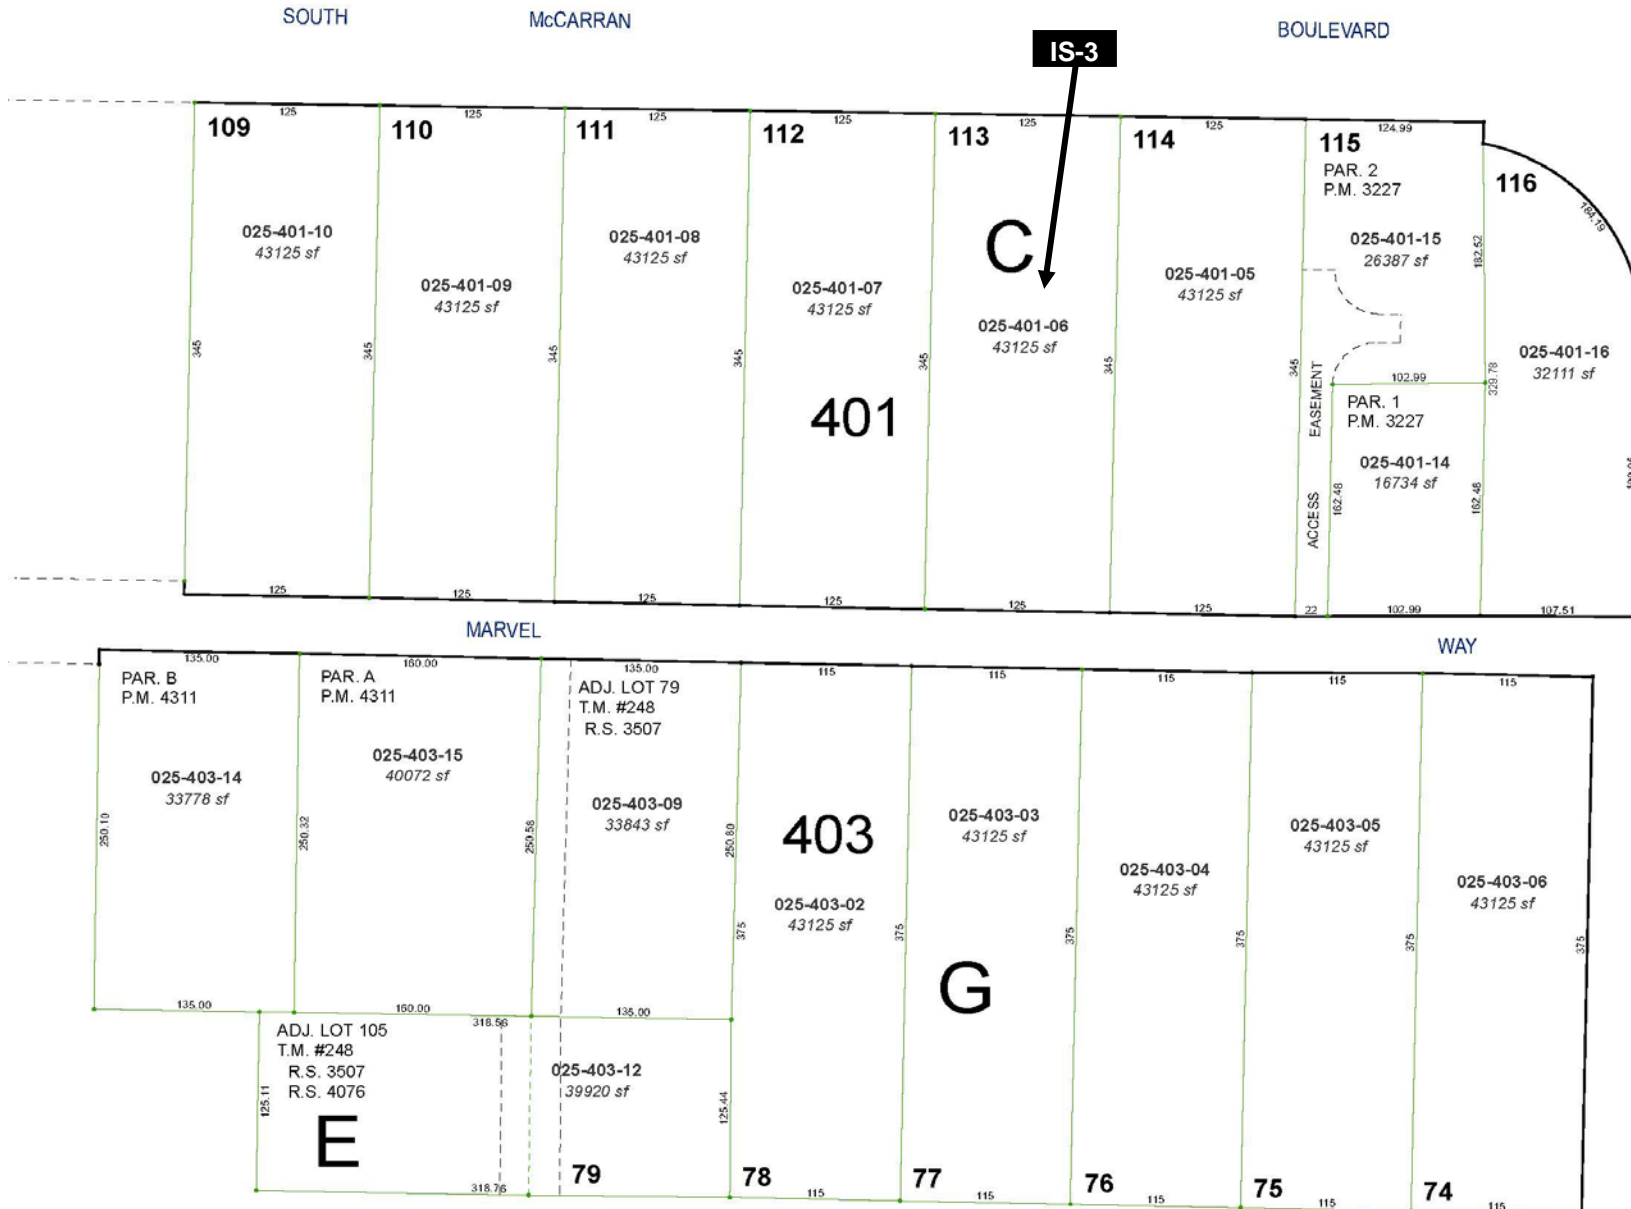 SOUTH McCARRAN BOULEVARD
IS-3
125 125 125 125 125 125 124.99
109 110 111 112 113 114 115 116
PAR. 2
P.M. 3227
184.19
025-401-10
43125 sf
025-401-09
43125 sf
025-401-08
43125 sf
025-401-07
43125 sf
C
025-401-06
43125 sf
025-401-05
43125 sf
025-401-15
26387 sf
182.52
025-401-16
32111 sf
345 345 345 345 345 345 345
329.78
102.99
401
PAR. 1
P.M. 3227
025-401-14
16734 sf
ACCESS EASEMENT
162.48 162.48
125 125 125 125 125 125 22 102.99 107.51
MARVEL WAY
135.00 160.00 135.00 115 115 115 115 115
PAR. B
P.M. 4311
PAR. A
P.M. 4311
ADJ. LOT 79
T.M. #248
R.S. 3507
025-403-14
33778 sf
025-403-15
40072 sf
025-403-09
33843 sf
403
025-403-02
43125 sf
025-403-03
43125 sf
025-403-04
43125 sf
025-403-05
43125 sf
025-403-06
43125 sf
250.10 250.32 250.58 250.80
375 375 375 375 375 375
G
135.00 160.00 135.00
318.56
ADJ. LOT 105
T.M. #248
R.S. 3507
R.S. 4076
025-403-12
39920 sf
125.11 125.44
E
79 78 77 76 75 74
318.76 115 115 115 115 115